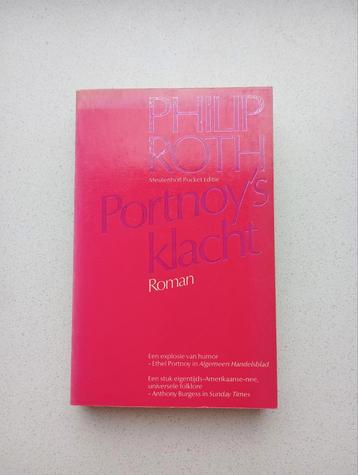 PHILIP
ROTH
Meulenhoff Pocket Editie
Portnoy's
klacht
Roman
Een explosie van humor
- Ethel Portnoy in Algemeen Handelsblad
Een stuk eigentijds-Amerikaanse-nee,
universele folklore
- Anthony Burgess in Sunday Times